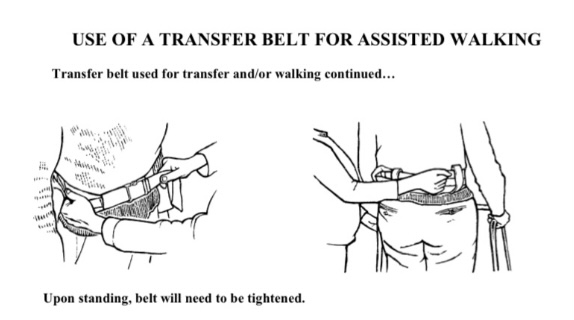 USE OF A TRANSFER BELT FOR ASSISTED WALKING
Transfer belt used for transfer and/or walking continued…
Upon standing, belt will need to be tightened.